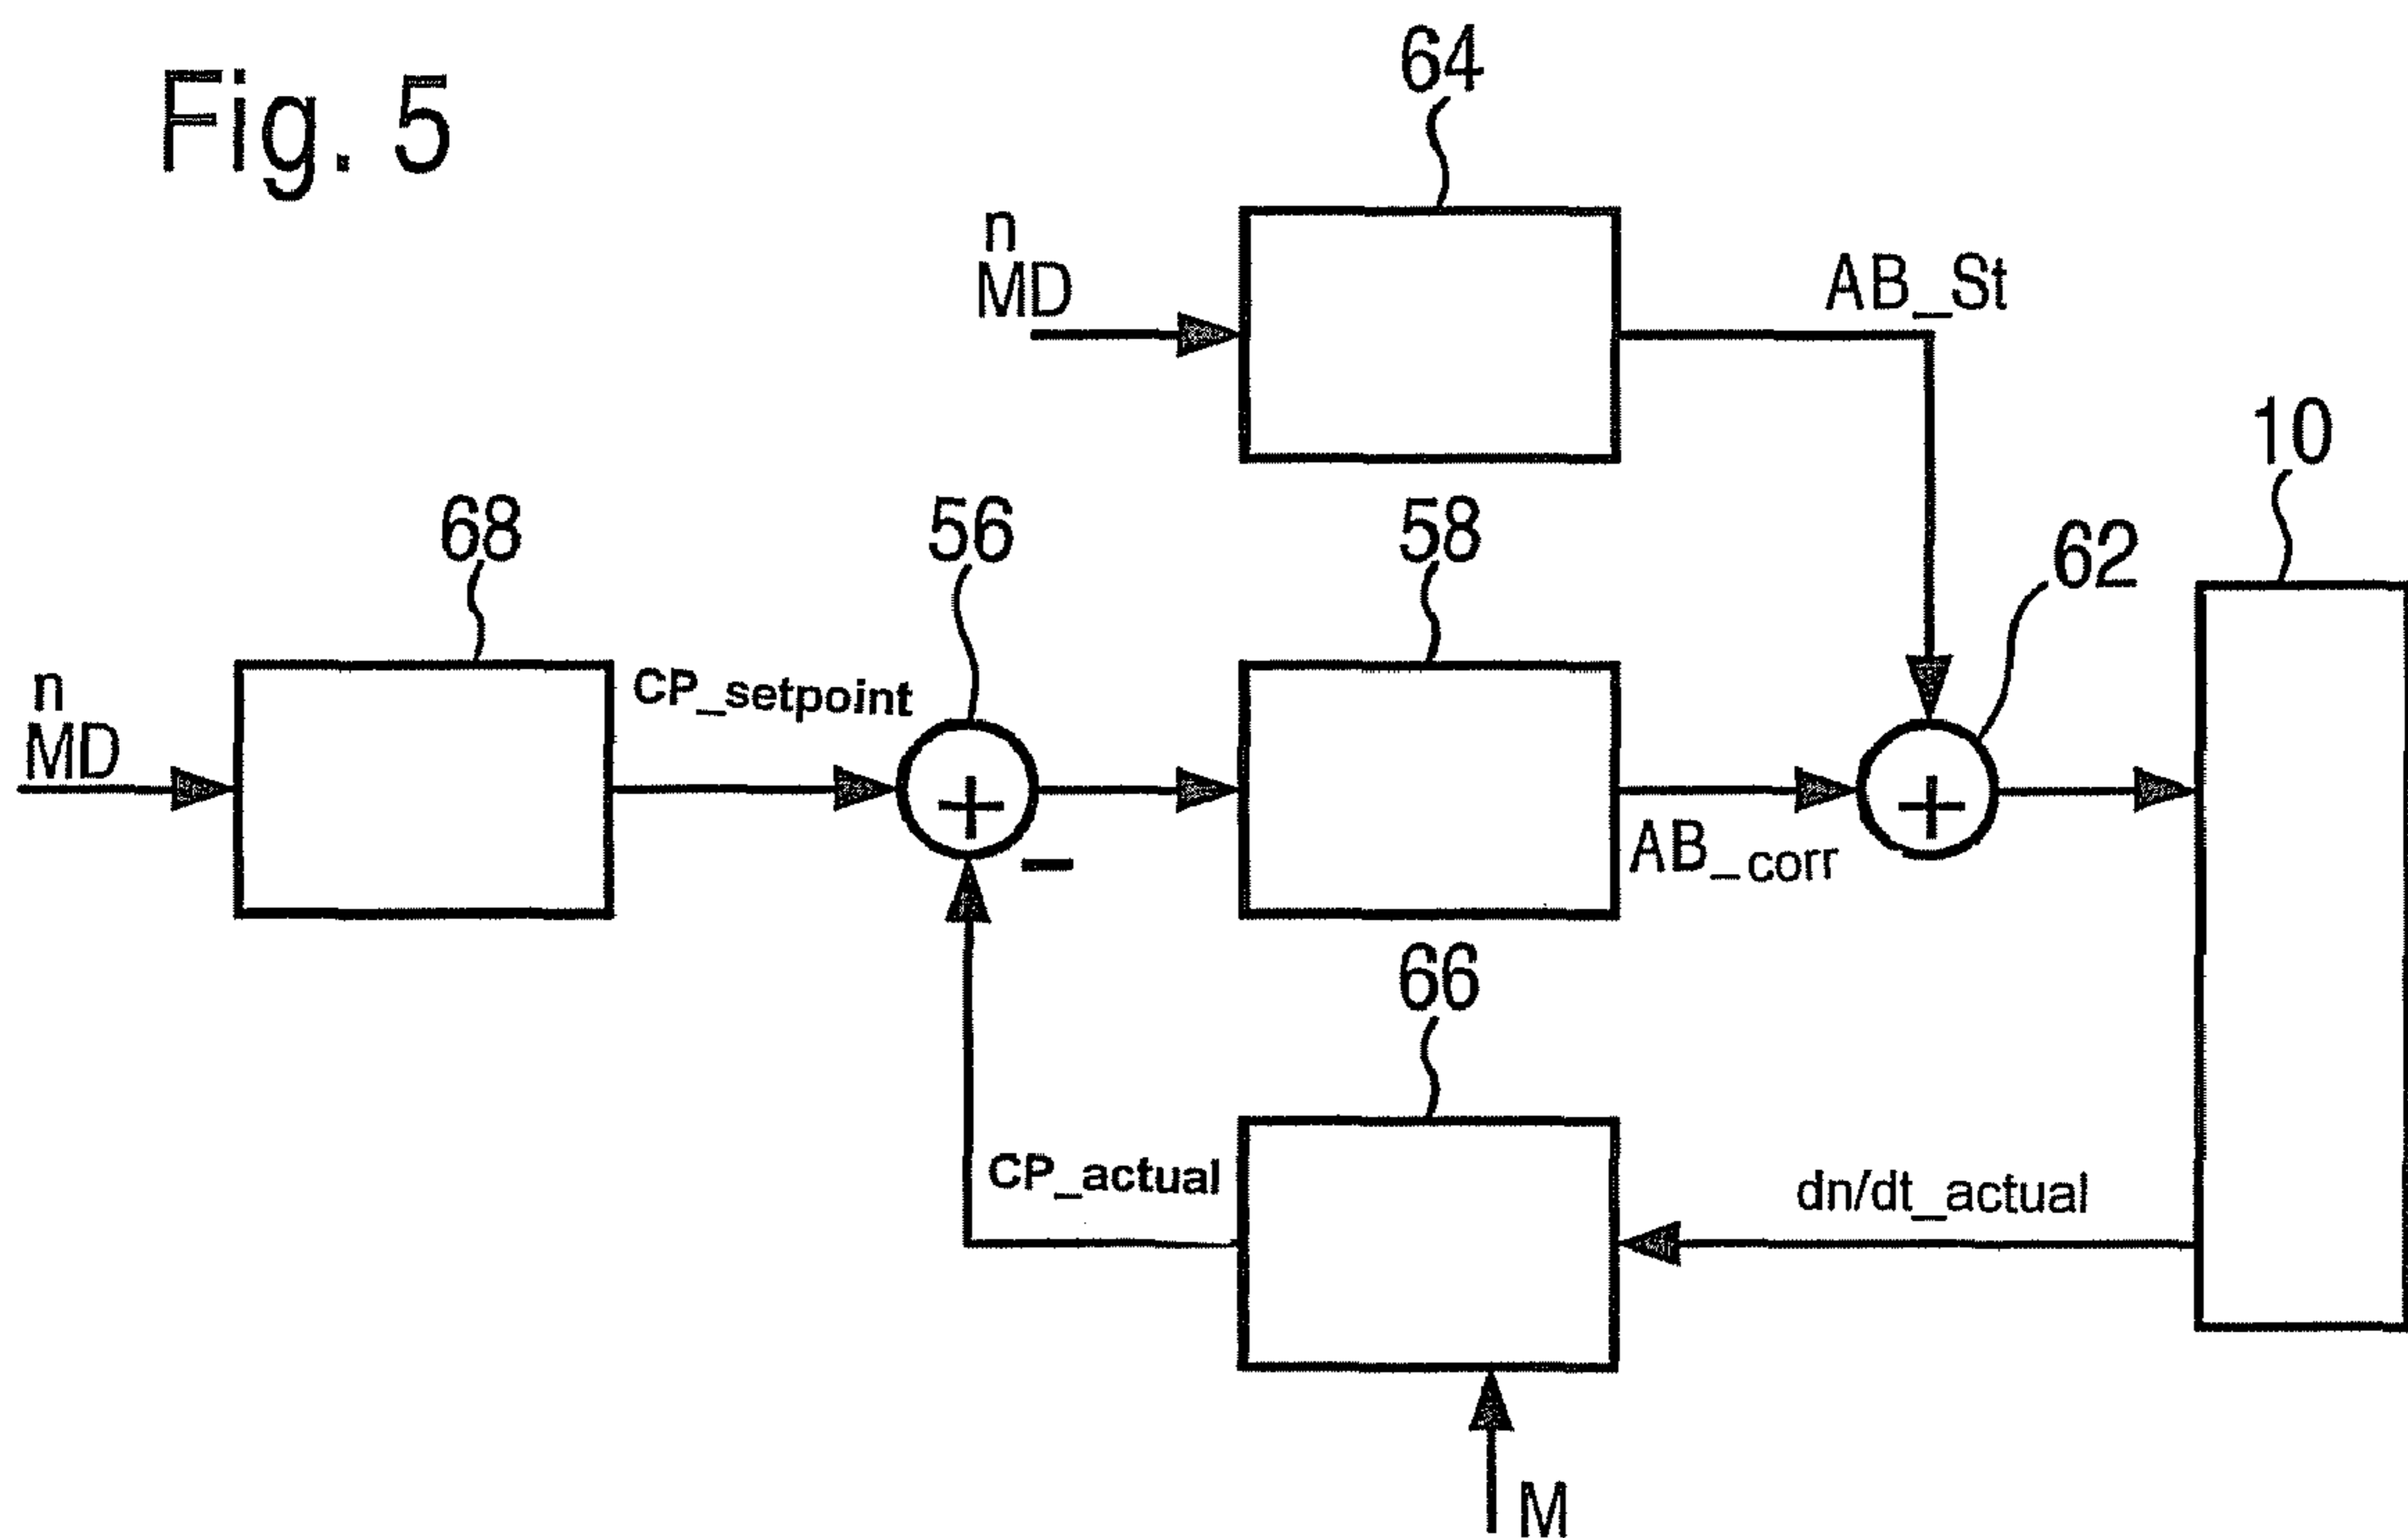 Fig. 5
64
n
MD
AB_St
10
68
56
58
62
n
MD
CP_setpoint
+
+
−
AB_corr
66
CP_actual
dn/dt_actual
M